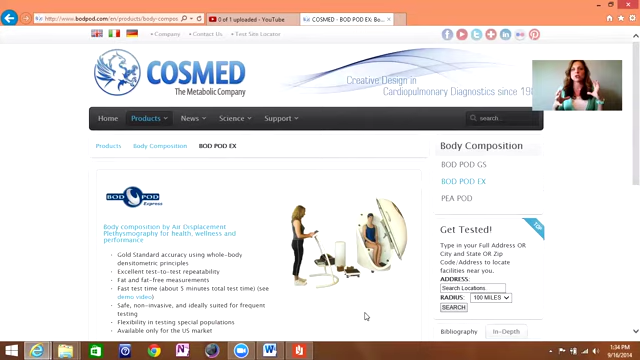 http://www.bodpod.com/en/products/body-compos
0 of 1 uploaded - YouTube
COSMED - BOD POD EX: Bo...
Company
Contact Us
Test Site Locator
COSMED
The Metabolic Company
Creative Design in
Cardiopulmonary Diagnostics since 198
Home
Products
News
Science
Support
search...
Products
Body Composition
BOD POD EX
BOD POD
Express
Body composition by Air Displacement
Plethysmography for health, wellness and
performance
Gold Standard accuracy using whole-body
densitometric principles
Excellent test-to-test repeatability
Fat and fat-free measurements
Fast test time (about 5 minutes total test time) (see
demo video)
Safe, non-invasive, and ideally suited for frequent
testing
Flexibility in testing special populations
Available only for the US market
Body Composition
BOD POD GS
BOD POD EX
PEA POD
Get Tested!
TOP
Type in your Full Address OR
City and State OR Zip
Code/Address to locate
facilities near you.
ADDRESS:
Search Locations.
RADIUS: 100 MILES
SEARCH
Bibliography
In-Depth
1:34 PM
9/16/2014